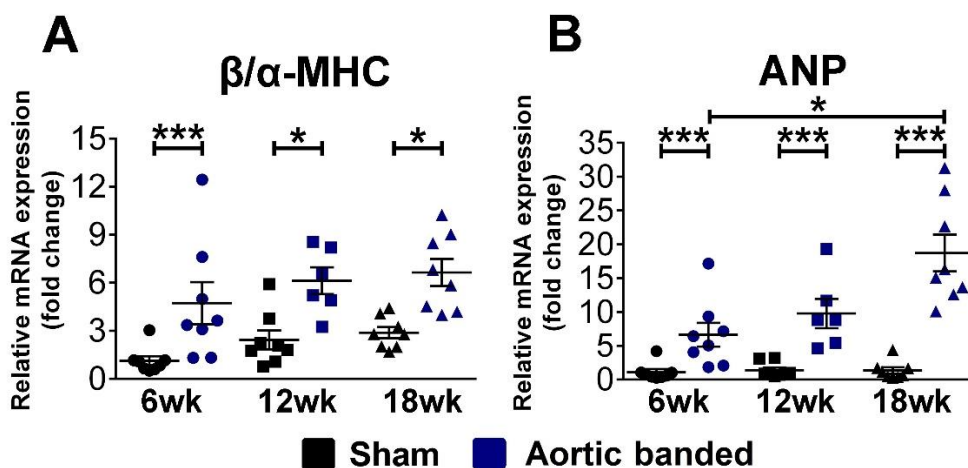 A
β/α-MHC
Relative mRNA expression
(fold change)
*** * *
15
12
9
6
3
0
6wk 12wk 18wk
B
ANP
Relative mRNA expression
(fold change)
*
*** *** ***
35
30
25
20
15
10
5
0
6wk 12wk 18wk
Sham Aortic banded